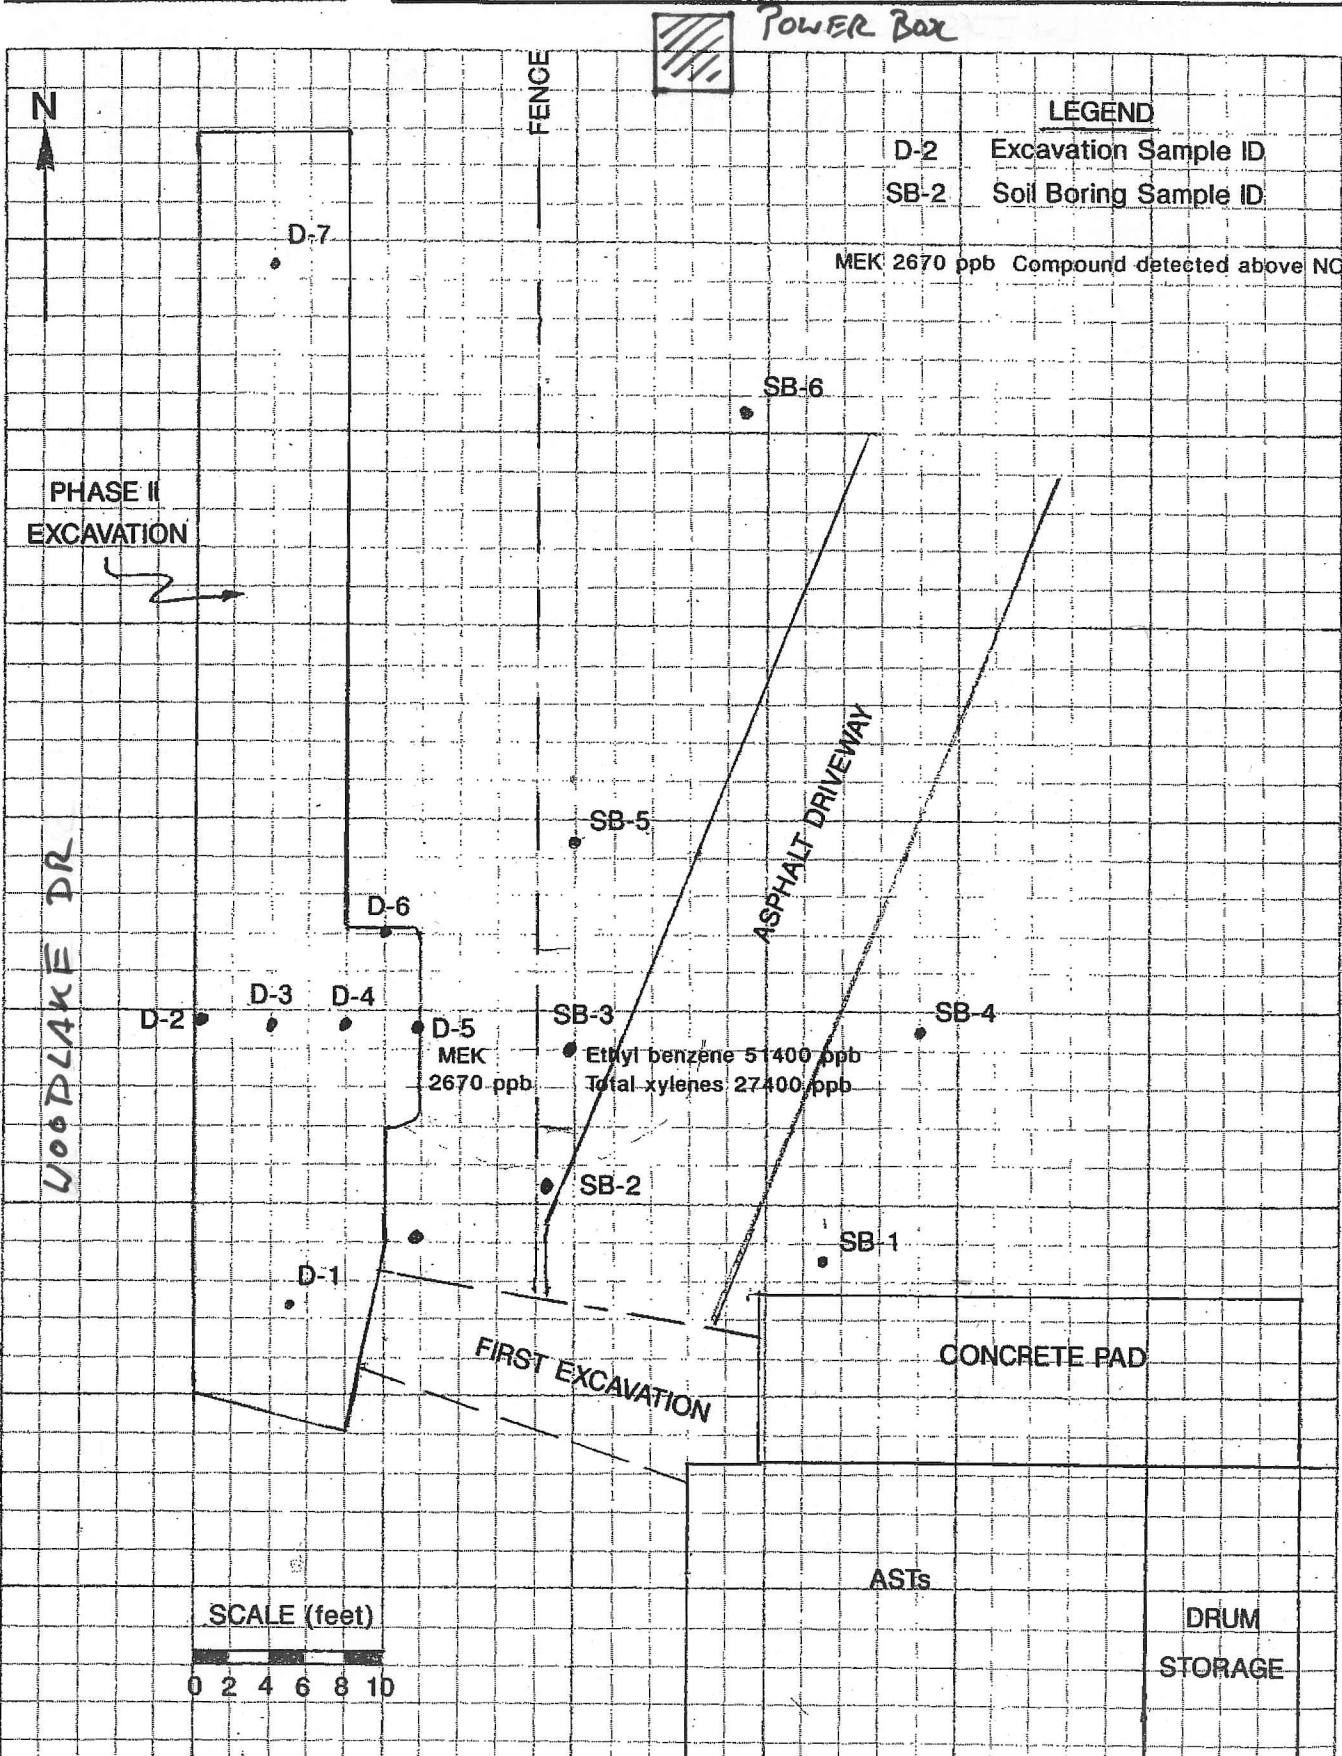 POWER BOX
FENCE
N
LEGEND
D-2 Excavation Sample ID
SB-2 Soil Boring Sample ID
MEK 2670 ppb Compound detected above NC
D-7
SB-6
PHASE II
EXCAVATION
ASPHALT DRIVEWAY
SB-5
WOODLAKE DR
D-6
D-3
D-4
D-2
D-5
MEK
2670 ppb
SB-3
Ethyl benzene 51400 ppb
Total xylenes 27400 ppb
SB-4
SB-2
SB-1
D-1
FIRST EXCAVATION
CONCRETE PAD
ASTs
SCALE (feet)
0 2 4 6 8 10
DRUM
STORAGE